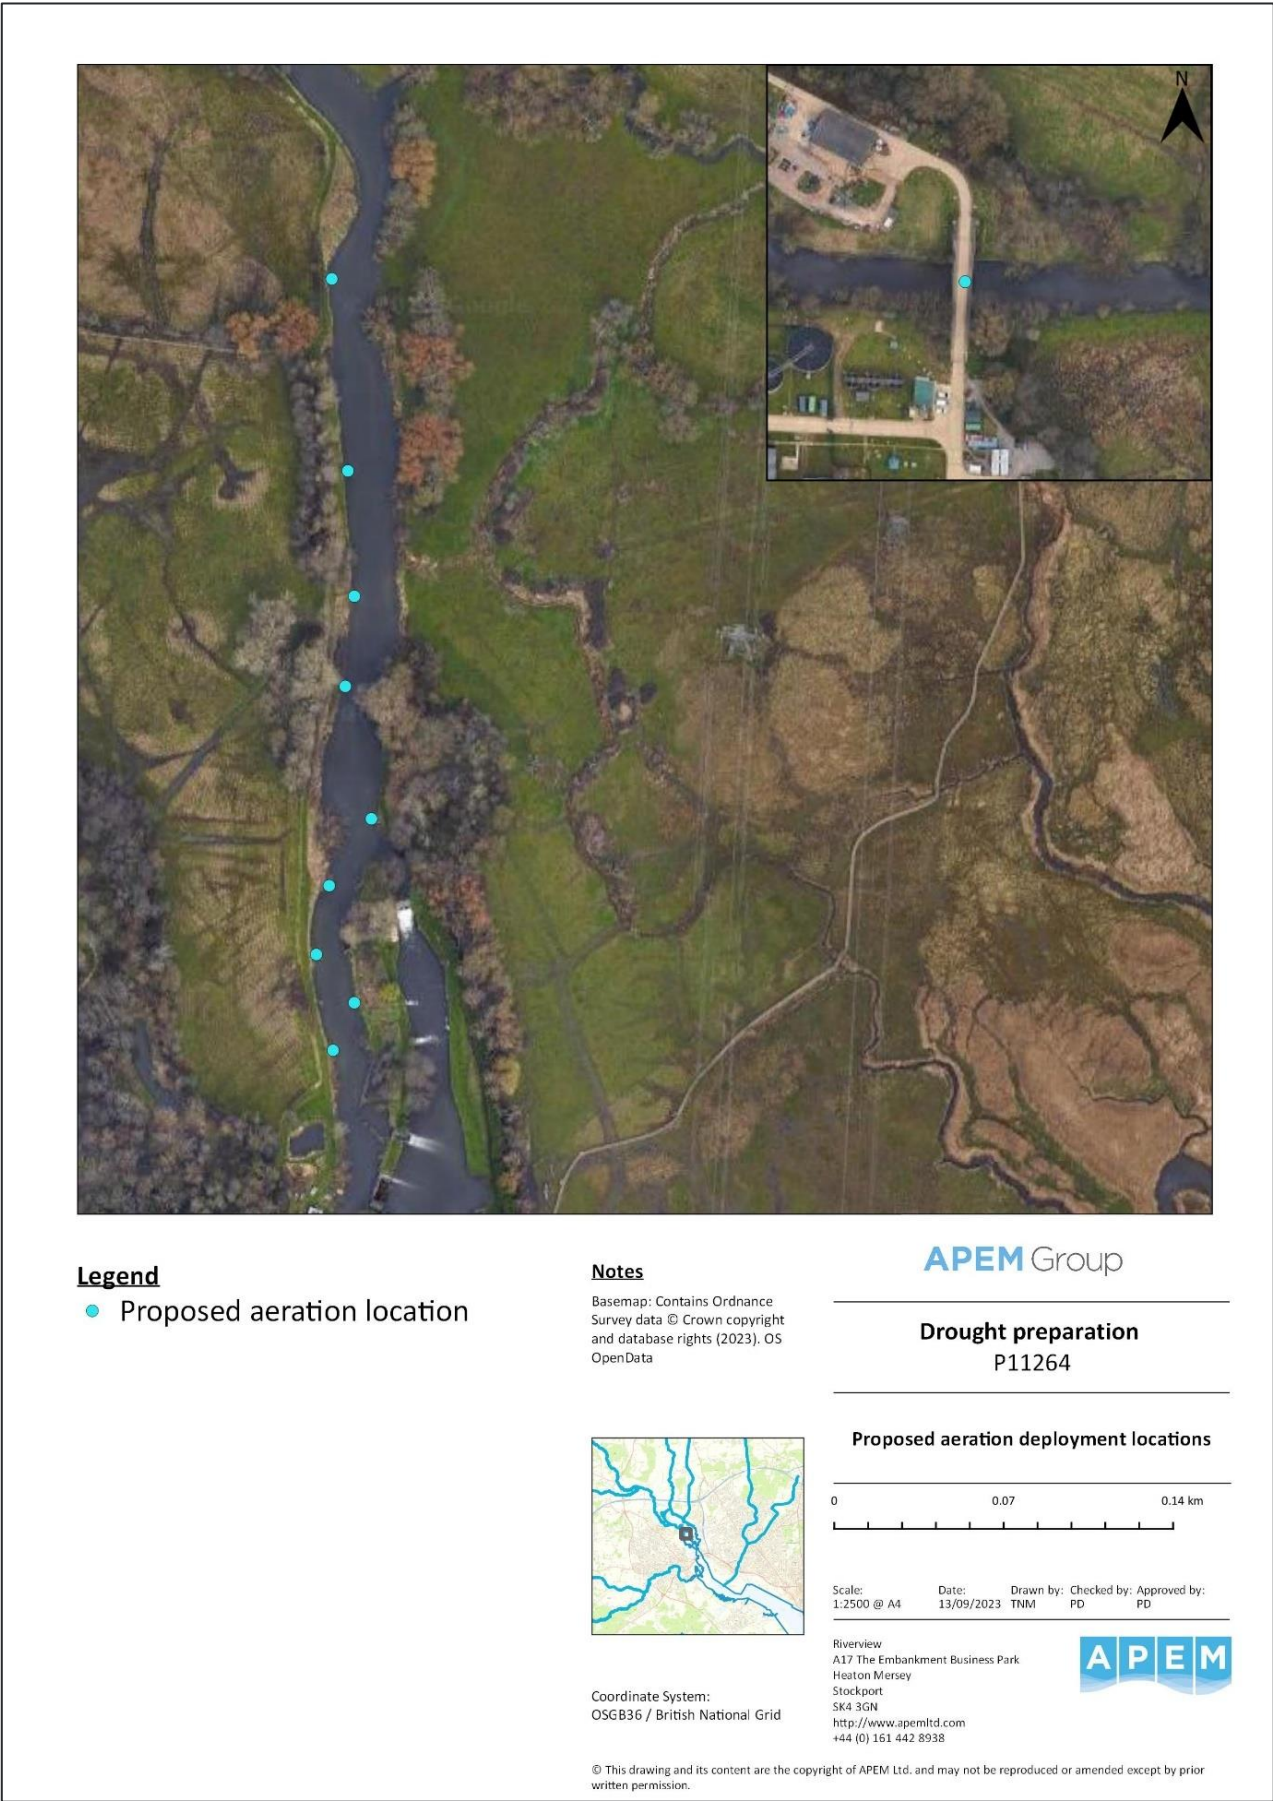 N
Legend
Proposed aeration location
Notes
Basemap: Contains Ordnance
Survey data © Crown copyright
and database rights (2023). OS
OpenData
Coordinate System:
OSGB36 / British National Grid
APEM Group
Drought preparation
P11264
Proposed aeration deployment locations
0 0.07 0.14 km
Scale: Date: Drawn by: Checked by: Approved by:
1:2500 @ A4 13/09/2023 TNM PD PD
Riverview
A17 The Embankment Business Park
Heaton Mersey
Stockport
SK4 3GN
http://www.apemltd.com
+44 (0) 161 442 8938
APEM
© This drawing and its content are the copyright of APEM Ltd. and may not be reproduced or amended except by prior
written permission.